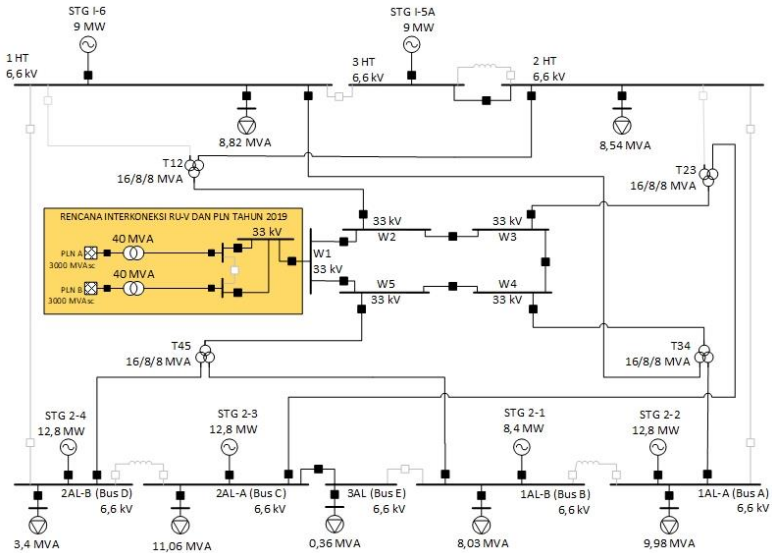 STG I-6
9 MW
STG I-5A
9 MW
1 HT
6,6 kV
3 HT
6,6 kV
2 HT
6,6 kV
8,82 MVA
8,54 MVA
T12
16/8/8 MVA
T23
16/8/8 MVA
RENCANA INTERKONEKSI RU-V DAN PLN TAHUN 2019
33 kV
40 MVA
PLN A
3000 MVAsc
40 MVA
PLN B
3000 MVAsc
W1
33 kV
33 kV
W2
33 kV
W3
W5
33 kV
W4
33 kV
T45
16/8/8 MVA
T34
16/8/8 MVA
STG 2-4
12,8 MW
STG 2-3
12,8 MW
STG 2-1
8,4 MW
STG 2-2
12,8 MW
2AL-B (Bus D)
6,6 kV
2AL-A (Bus C)
6,6 kV
3AL (Bus E)
6,6 kV
1AL-B (Bus B)
6,6 kV
1AL-A (Bus A)
6,6 kV
3,4 MVA
11,06 MVA
0,36 MVA
8,03 MVA
9,98 MVA